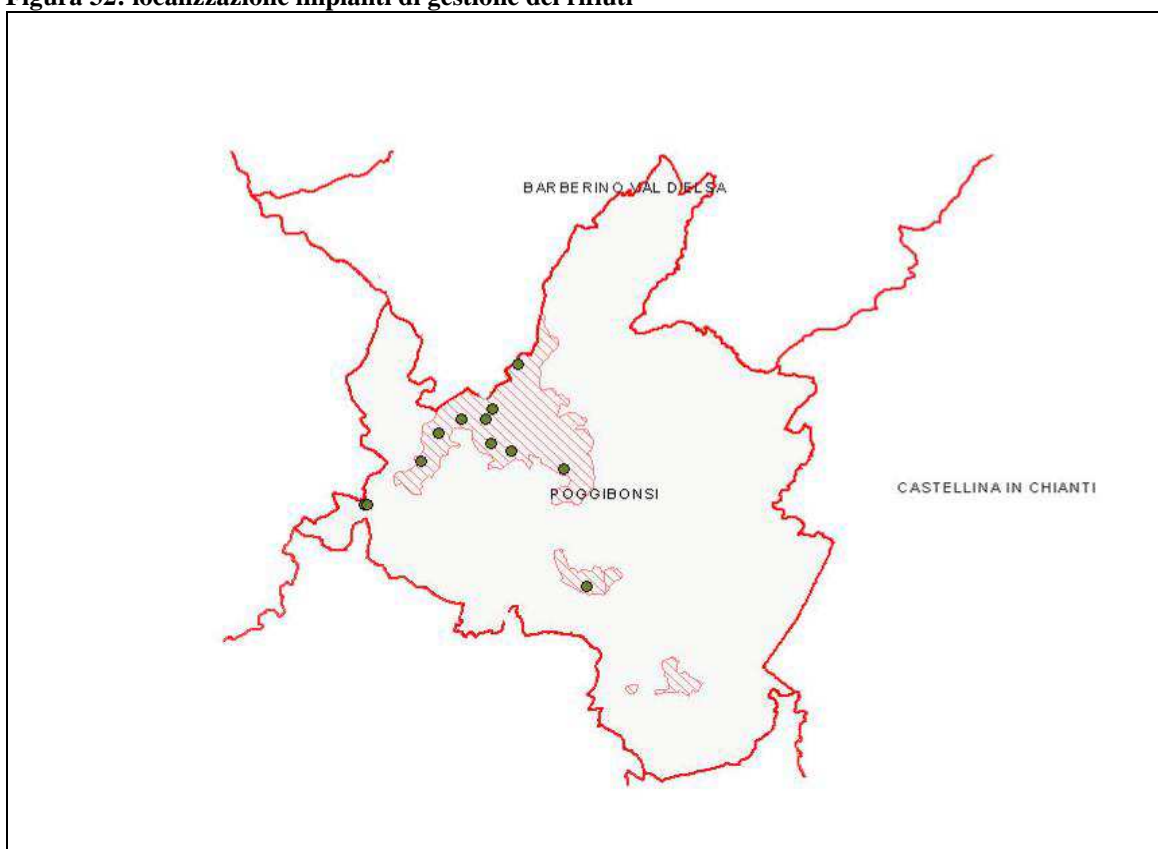 Figura 32: localizzazione impianti di gestione dei rifiuti
BARBERINO VAL D'ELSA
POGGIBONSI
CASTELLINA IN CHIANTI